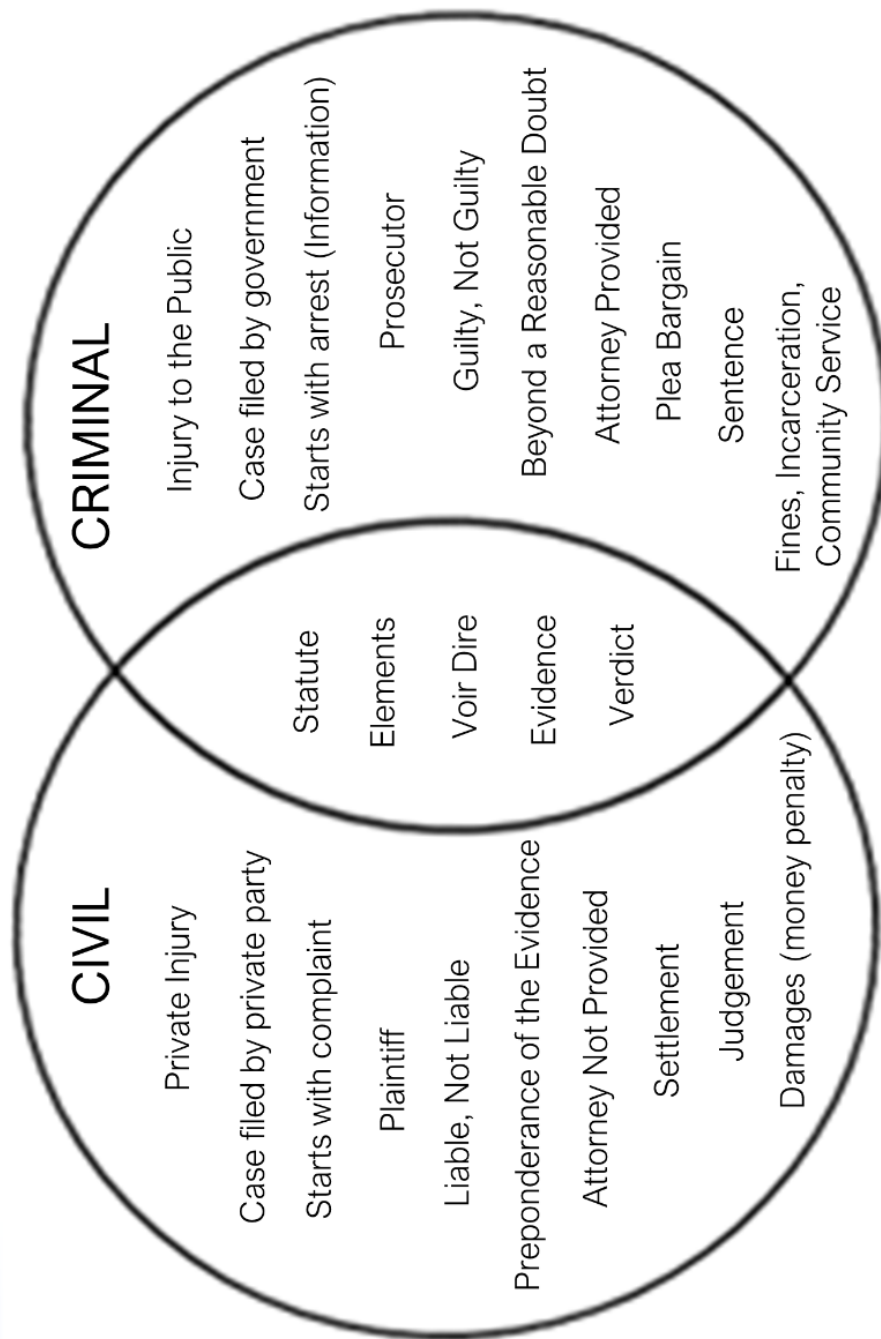 CIVIL
Private Injury
Case filed by private party
Starts with complaint
Plaintiff
Liable, Not Liable
Preponderance of the Evidence
Attorney Not Provided
Settlement
Judgement
Damages (money penalty)
Statute
Elements
Voir Dire
Evidence
Verdict
CRIMINAL
Injury to the Public
Case filed by government
Starts with arrest (Information)
Prosecutor
Guilty, Not Guilty
Beyond a Reasonable Doubt
Attorney Provided
Plea Bargain
Sentence
Fines, Incarceration,
Community Service